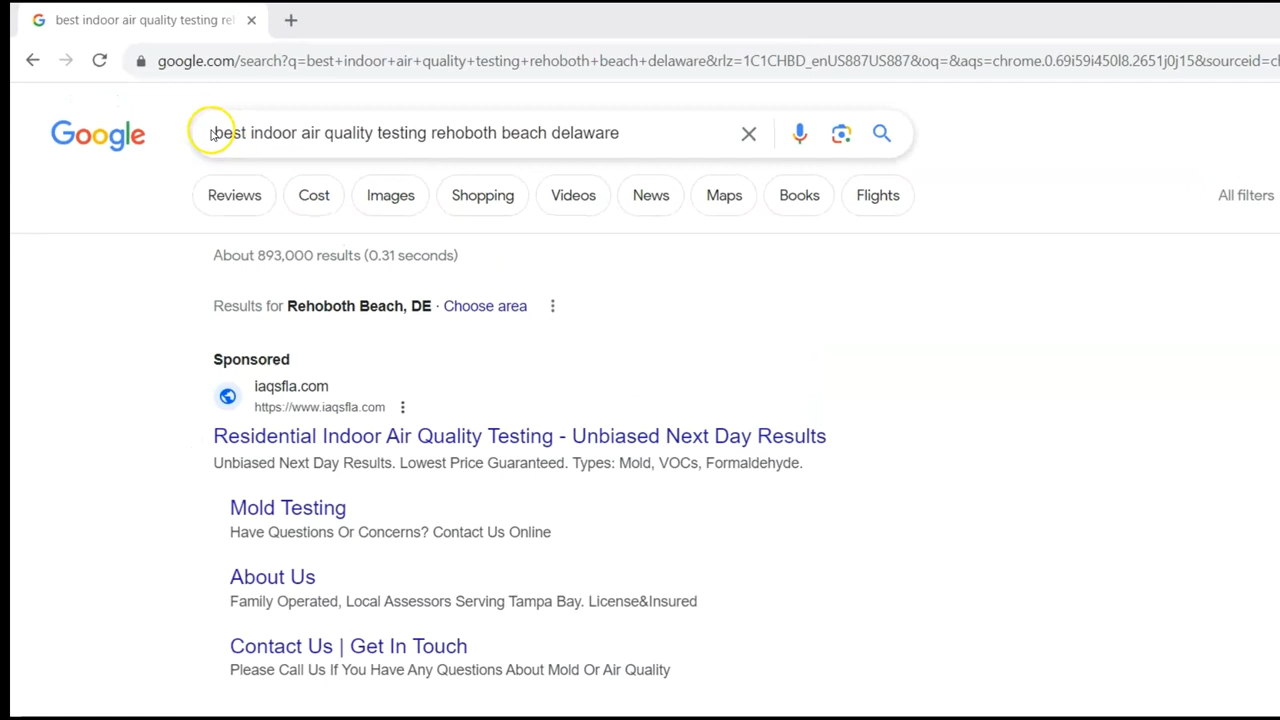 best indoor air quality testing rel
google.com/search?q=best+indoor+air+quality+testing+rehoboth+beach+delaware&rlz=1C1CHBD_enUS887US887&oq=&aqs=chrome.0.69i59i450l8.2651j0j15&sourceid=cl
Google
best indoor air quality testing rehoboth beach delaware
Reviews Cost Images Shopping Videos News Maps Books Flights All filters
About 893,000 results (0.31 seconds)
Results for Rehoboth Beach, DE · Choose area
Sponsored
iaqsfla.com
https://www.iaqsfla.com
Residential Indoor Air Quality Testing - Unbiased Next Day Results
Unbiased Next Day Results. Lowest Price Guaranteed. Types: Mold, VOCs, Formaldehyde.
Mold Testing
Have Questions Or Concerns? Contact Us Online
About Us
Family Operated, Local Assessors Serving Tampa Bay. License&Insured
Contact Us | Get In Touch
Please Call Us If You Have Any Questions About Mold Or Air Quality